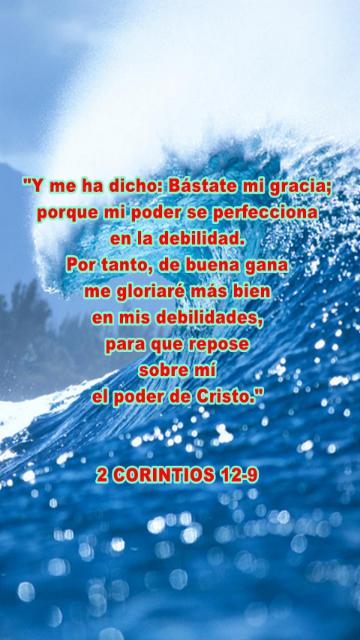 "Y me ha dicho: Bástate mi gracia;
porque mi poder se perfecciona
en la debilidad.
Por tanto, de buena gana
me gloriaré más bien
en mis debilidades,
para que repose
sobre mí
el poder de Cristo."
2 CORINTIOS 12-9